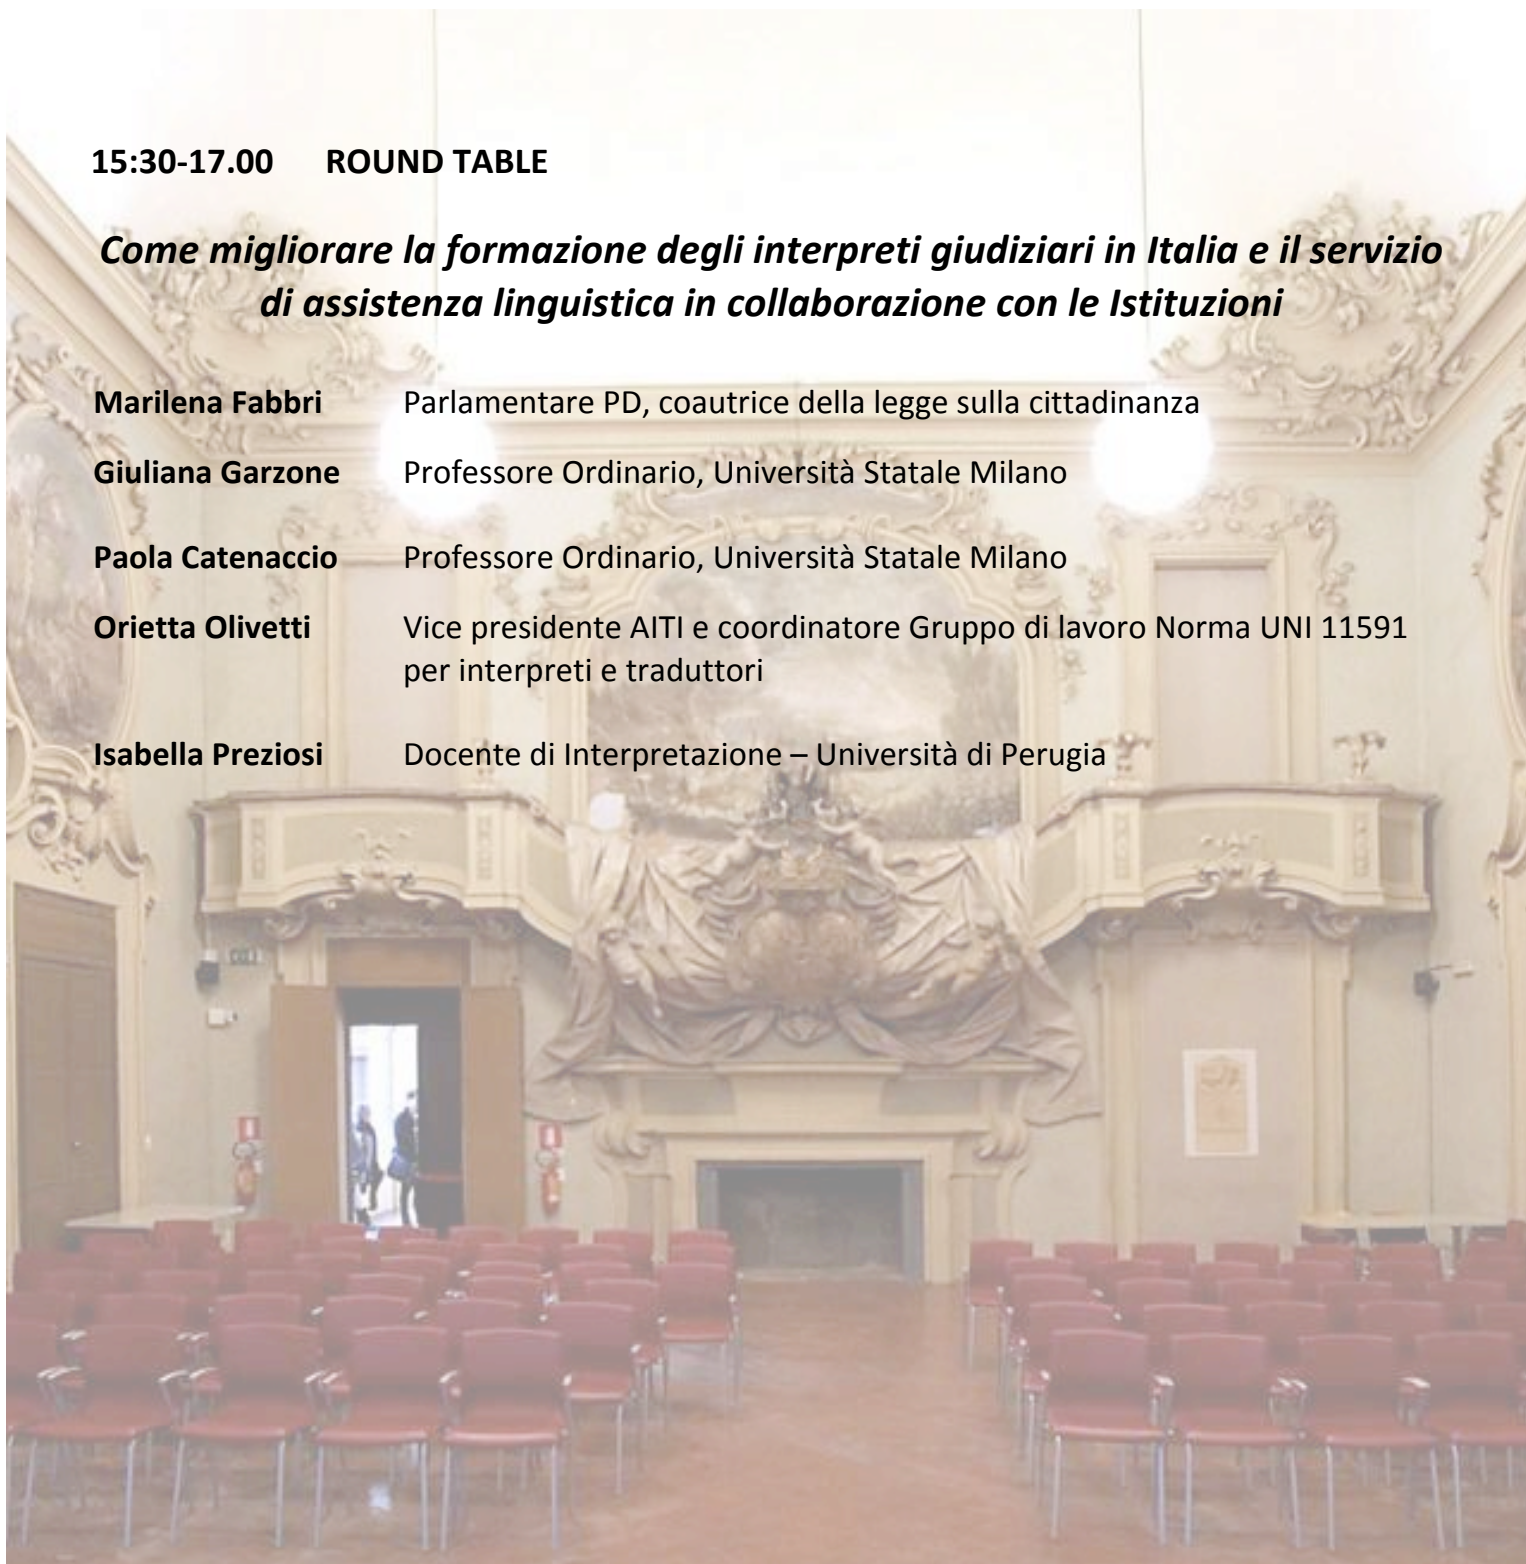 15:30-17.00 ROUND TABLE
Come migliorare la formazione degli interpreti giudiziari in Italia e il servizio
di assistenza linguistica in collaborazione con le Istituzioni
Marilena Fabbri Parlamentare PD, coautrice della legge sulla cittadinanza
Giuliana Garzone Professore Ordinario, Università Statale Milano
Paola Catenaccio Professore Ordinario, Università Statale Milano
Orietta Olivetti Vice presidente AITI e coordinatore Gruppo di lavoro Norma UNI 11591
per interpreti e traduttori
Isabella Preziosi Docente di Interpretazione – Università di Perugia